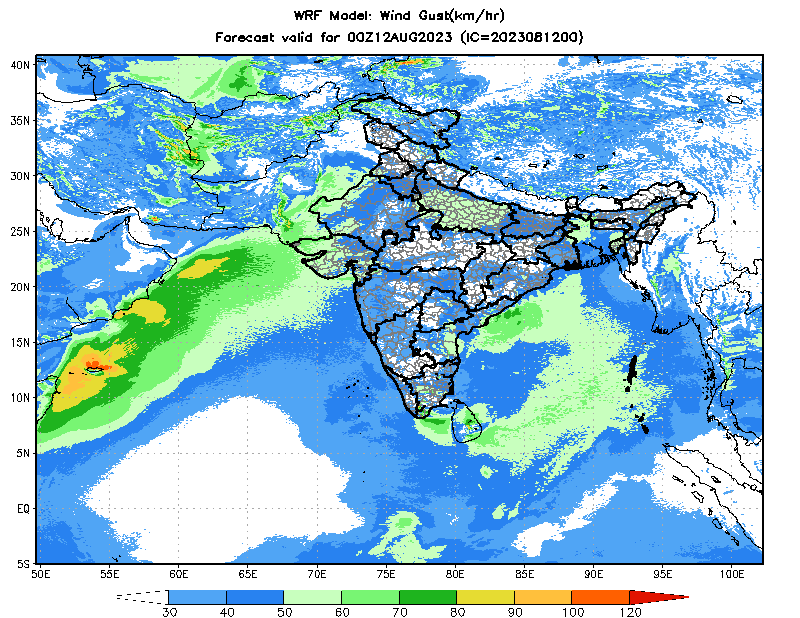 WRF Model: Wind Gust(km/hr)
Forecast valid for 00Z12AUG2023 (IC=2023081200)
40N
35N
30N
25N
20N
15N
10N
5N
EQ
5S
50E 55E 60E 65E 70E 75E 80E 85E 90E 95E 100E
30 40 50 60 70 80 90 100 120